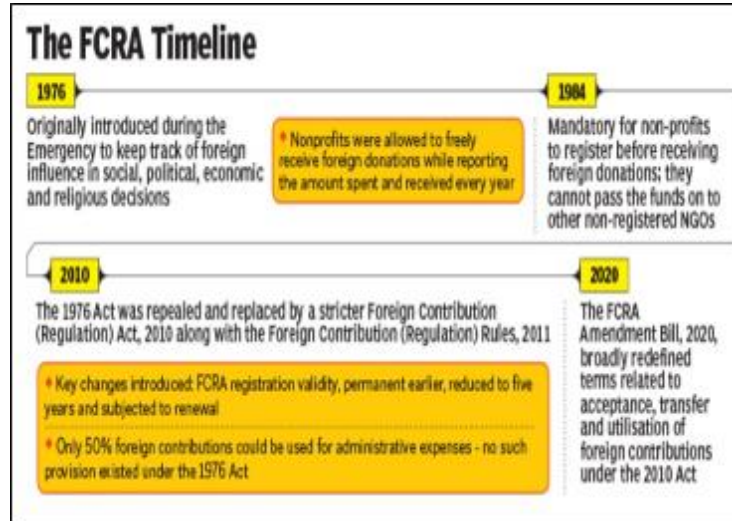 The FCRA Timeline
1976
Originally introduced during the
Emergency to keep track of foreign
influence in social, political, economic
and religious decisions
• Nonprofits were allowed to freely
receive foreign donations while reporting
the amount spent and received every year
1984
Mandatory for non-profits
to register before receiving
foreign donations; they
cannot pass the funds on to
other non-registered NGOs
2010
The 1976 Act was repealed and replaced by a stricter Foreign Contribution
(Regulation) Act, 2010 along with the Foreign Contribution (Regulation) Rules, 2011
• Key changes introduced: FCRA registration validity, permanent earlier, reduced to five
years and subjected to renewal
• Only 50% foreign contributions could be used for administrative expenses - no such
provision existed under the 1976 Act
2020
The FCRA
Amendment Bill, 2020,
broadly redefined
terms related to
acceptance, transfer
and utilisation of
foreign contributions
under the 2010 Act